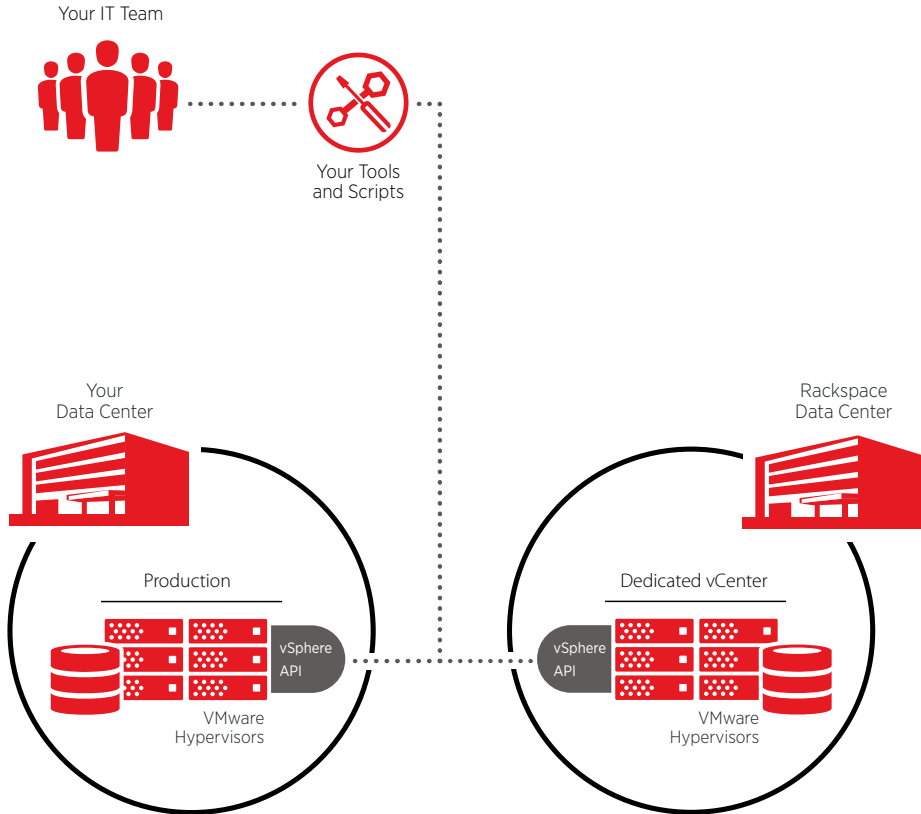 Your IT Team
Your Tools
and Scripts
Your
Data Center
Rackspace
Data Center
Production
vSphere
API
VMware
Hypervisors
Dedicated vCenter
vSphere
API
VMware
Hypervisors